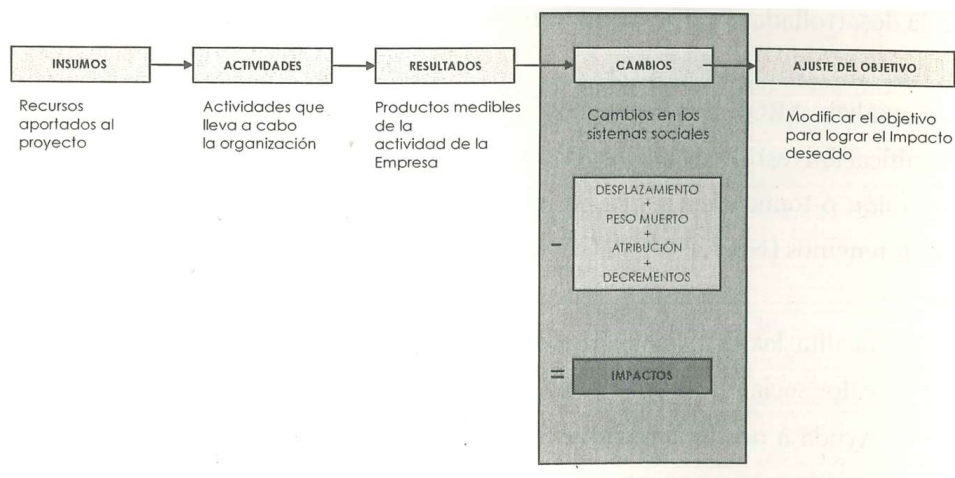 INSUMOS
ACTIVIDADES
RESULTADOS
CAMBIOS
AJUSTE DEL OBJETIVO
Recursos
aportados al
proyecto
Actividades que
lleva a cabo
la organización
Productos medibles
de la
actividad de la
Empresa
Cambios en los
sistemas sociales
Modificar el objetivo
para lograr el Impacto
deseado
-
DESPLAZAMIENTO
+
PESO MUERTO
+
ATRIBUCIÓN
+
DECREMENTOS
=
IMPACTOS